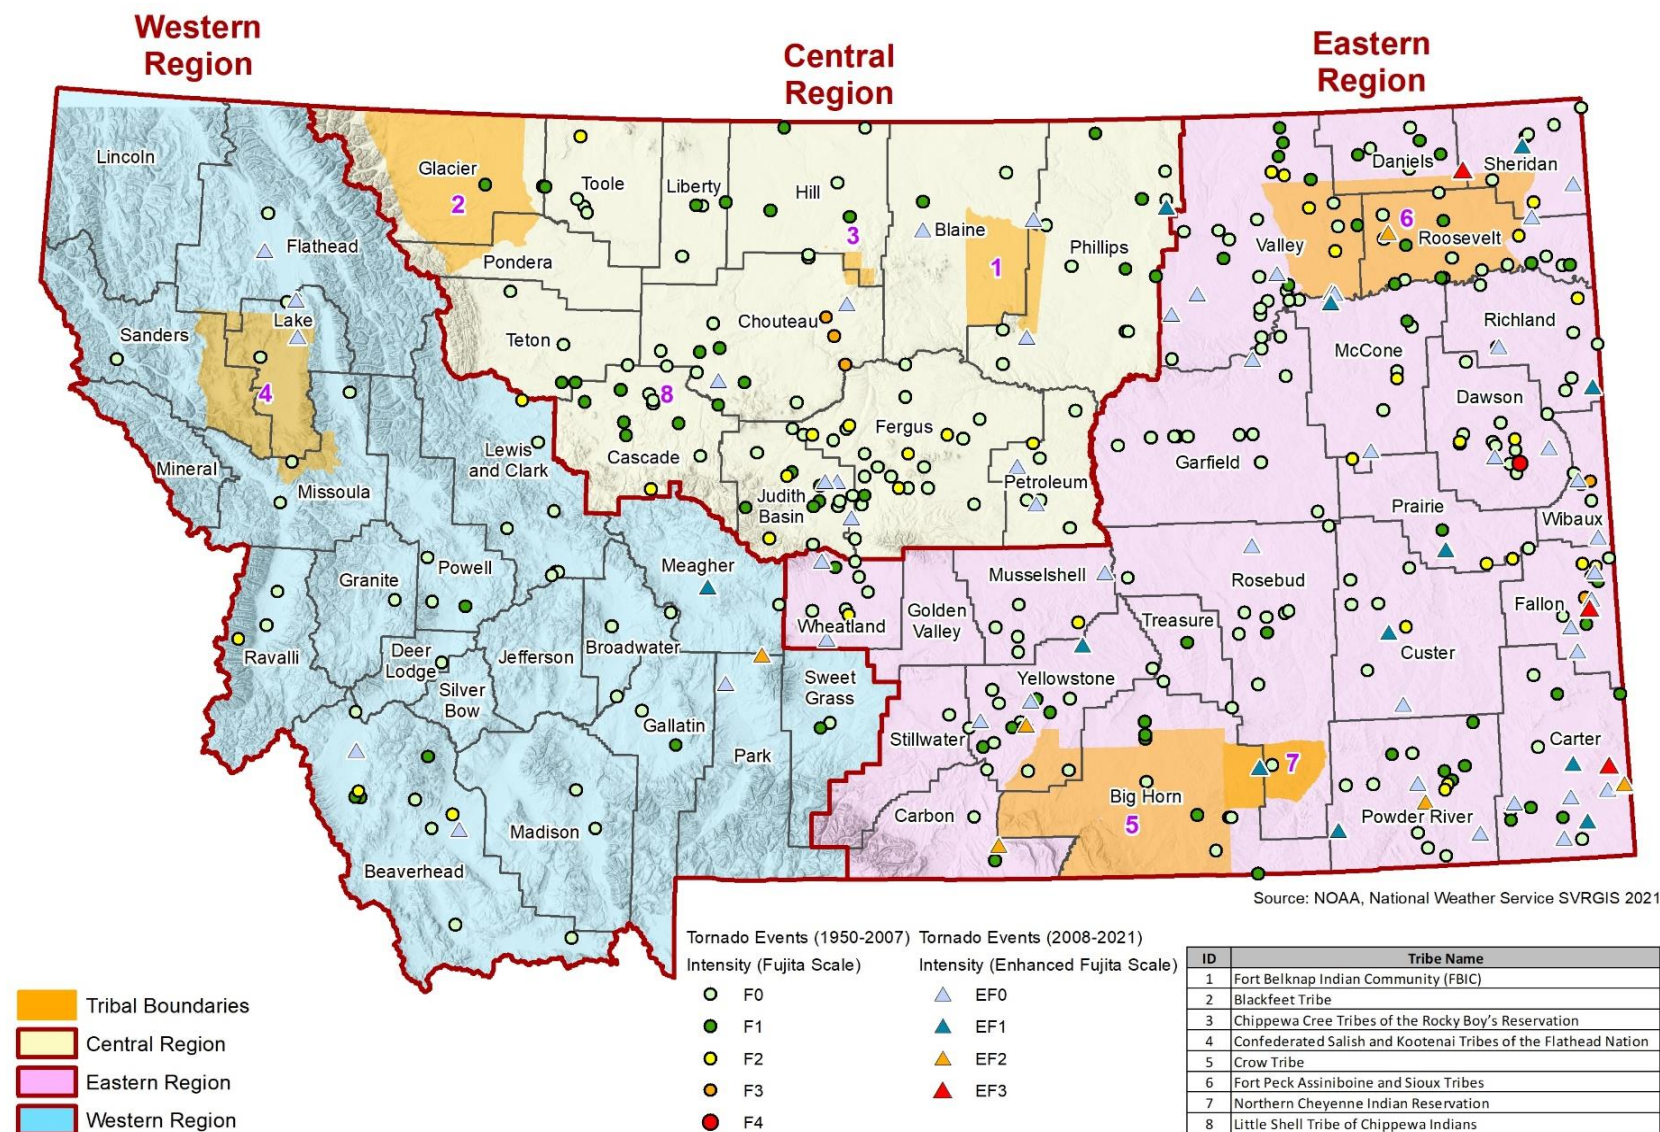 Western
Region
Central
Region
Eastern
Region
Lincoln
Flathead
Glacier
2
Toole
Liberty
Hill
3
Blaine
1
Phillips
Valley
Daniels
Sheridan
6
Roosevelt
Pondera
Sanders
Lake
4
Teton
Chouteau
8
Cascade
Fergus
Judith
Basin
Petroleum
Garfield
McCone
Richland
Dawson
Prairie
Wibaux
Mineral
Missoula
Lewis
and Clark
Powell
Granite
Ravalli
Deer
Lodge
Silver
Bow
Jefferson
Broadwater
Meagher
Wheatland
Golden
Valley
Musselshell
Treasure
Rosebud
Custer
Fallon
Gallatin
Park
Sweet
Grass
Stillwater
Yellowstone
Carbon
Big Horn
5
7
Powder River
Carter
Beaverhead
Madison
Source: NOAA, National Weather Service SVRGIS 2021
Tribal Boundaries
Central Region
Eastern Region
Western Region
Tornado Events (1950-2007)
Intensity (Fujita Scale)
F0
F1
F2
F3
F4
Tornado Events (2008-2021)
Intensity (Enhanced Fujita Scale)
EF0
EF1
EF2
EF3
ID Tribe Name
1 Fort Belknap Indian Community (FBIC)
2 Blackfeet Tribe
3 Chippewa Cree Tribes of the Rocky Boy's Reservation
4 Confederated Salish and Kootenai Tribes of the Flathead Nation
5 Crow Tribe
6 Fort Peck Assiniboine and Sioux Tribes
7 Northern Cheyenne Indian Reservation
8 Little Shell Tribe of Chippewa Indians